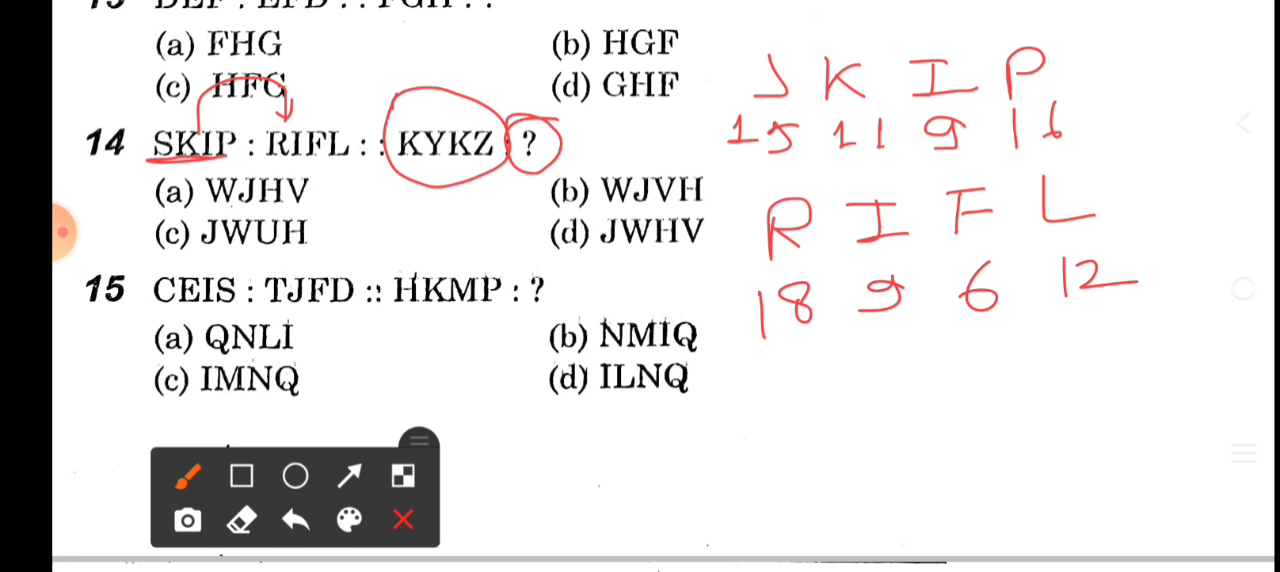 (a) FHG (b) HGF
(c) HFG (d) GHF
14 SKIP : RIFL : : KYKZ : ?
(a) WJHV (b) WJVH
(c) JWUH (d) JWHV
15 CEIS : TJFD :: HKMP : ?
(a) QNLI (b) NMIQ
(c) IMNQ (d) ILNQ
S K I P
15 11 9 16
R I F L
18 9 6 12